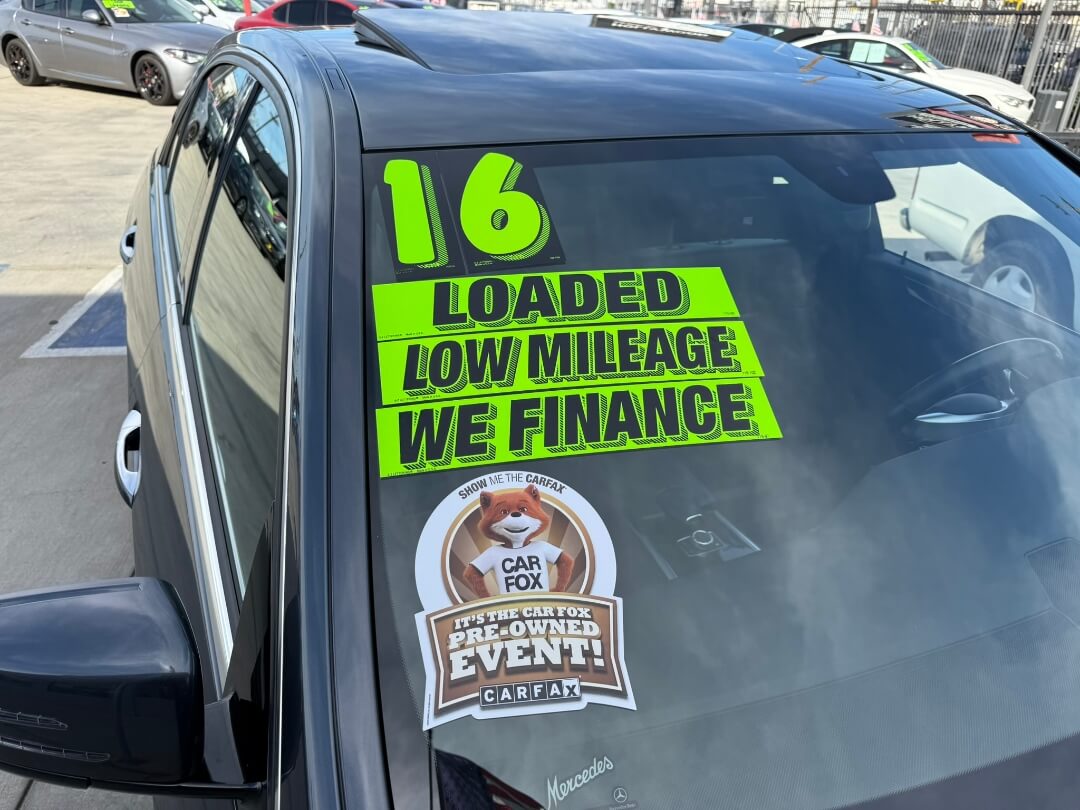 16
LOADED
LOW MILEAGE
WE FINANCE
SHOW ME THE CARFAX
CAR
FOX
IT'S THE CAR FOX
PRE-OWNED
EVENT!
CARFAX
Mercedes